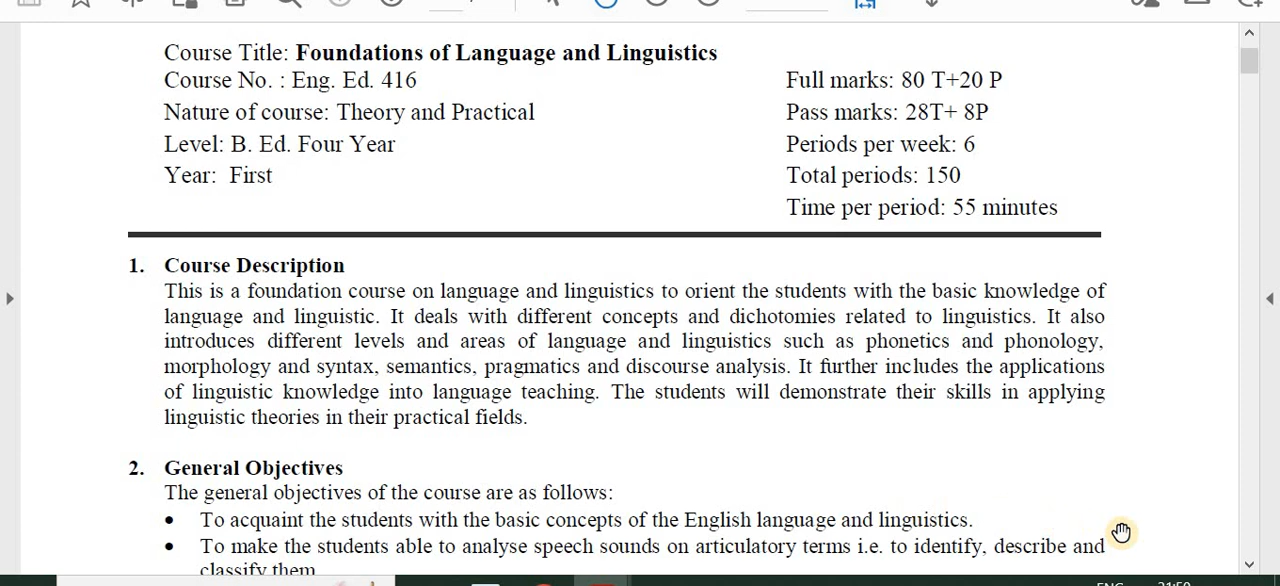 Course Title: Foundations of Language and Linguistics
Course No. : Eng. Ed. 416
Full marks: 80 T+20 P
Nature of course: Theory and Practical
Pass marks: 28T+ 8P
Level: B. Ed. Four Year
Periods per week: 6
Year: First
Total periods: 150
Time per period: 55 minutes
1. Course Description
This is a foundation course on language and linguistics to orient the students with the basic knowledge of
language and linguistic. It deals with different concepts and dichotomies related to linguistics. It also
introduces different levels and areas of language and linguistics such as phonetics and phonology,
morphology and syntax, semantics, pragmatics and discourse analysis. It further includes the applications
of linguistic knowledge into language teaching. The students will demonstrate their skills in applying
linguistic theories in their practical fields.
2. General Objectives
The general objectives of the course are as follows:
• To acquaint the students with the basic concepts of the English language and linguistics.
• To make the students able to analyse speech sounds on articulatory terms i.e. to identify, describe and
classify them